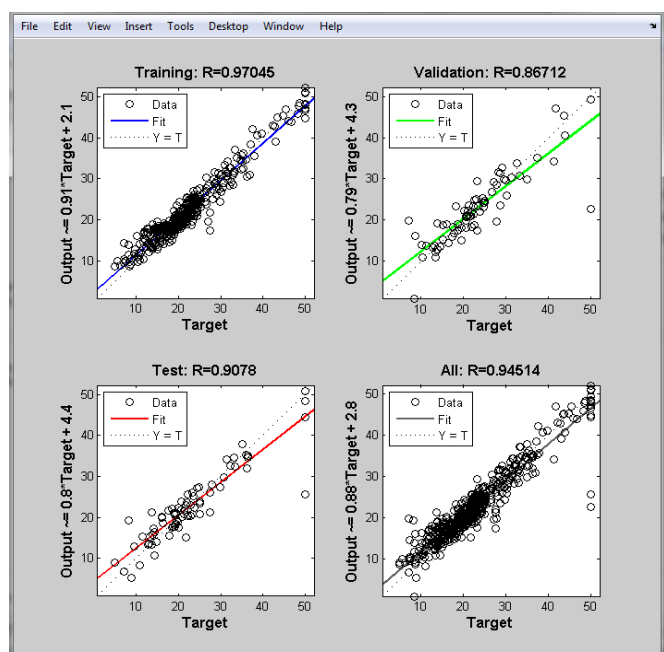 File Edit View Insert Tools Desktop Window Help
Training: R=0.97045
Output ~= 0.91*Target + 2.1
50
40
30
20
10
Data
Fit
Y = T
10 20 30 40 50
Target
Validation: R=0.86712
Output ~= 0.79*Target + 4.3
50
40
30
20
10
Data
Fit
Y = T
10 20 30 40 50
Target
Test: R=0.9078
Output ~= 0.8*Target + 4.4
50
40
30
20
10
Data
Fit
Y = T
10 20 30 40 50
Target
All: R=0.94514
Output ~= 0.88*Target + 2.8
50
40
30
20
10
Data
Fit
Y = T
10 20 30 40 50
Target